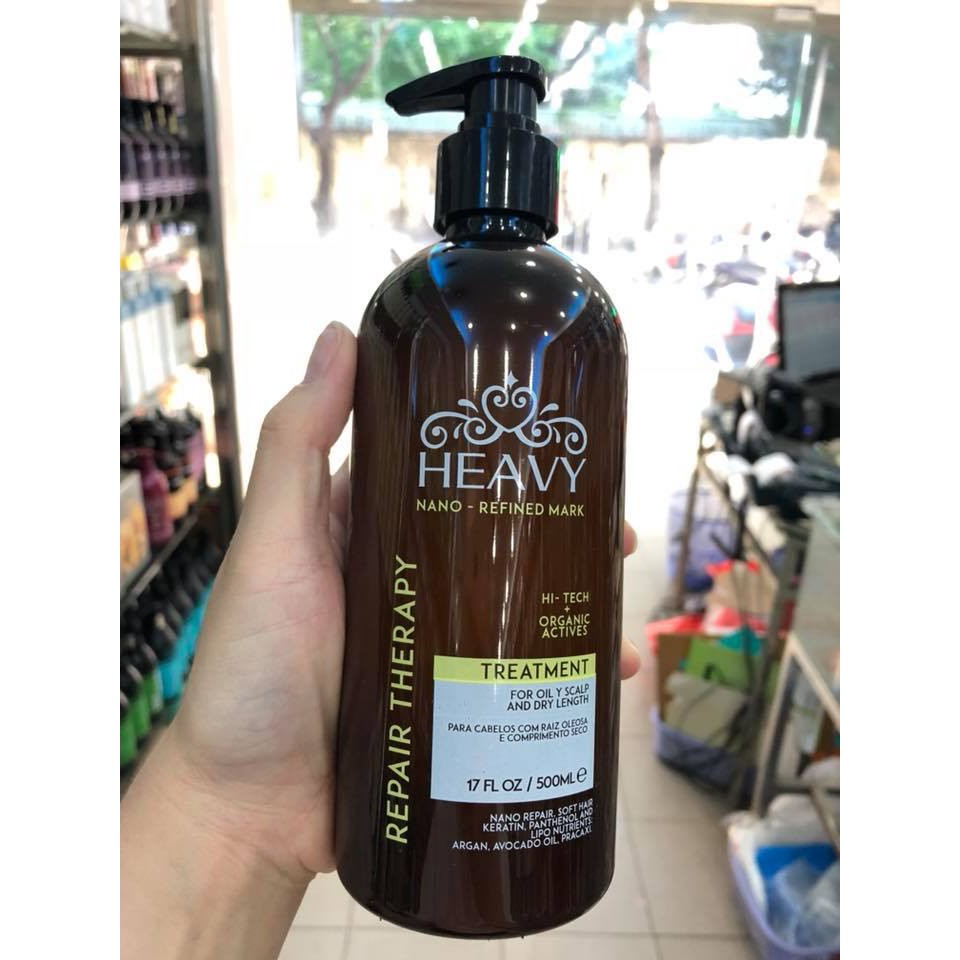 HEAVY
NANO - REFINED MARK
REPAIR THERAPY
HI- TECH
+
ORGANIC
ACTIVES
TREATMENT
FOR OIL Y SCALP
AND DRY LENGTH
PARA CABELOS COM RAIZ OLEOSA
E COMPRIMENTO SECO
17 FL OZ / 500ML e
NANO REPAIR, SOFT HAIR
KERATIN, PANTHENOL AND
LIPO NUTRIENTS:
ARGAN, AVOCADO OIL, PRACAXI.